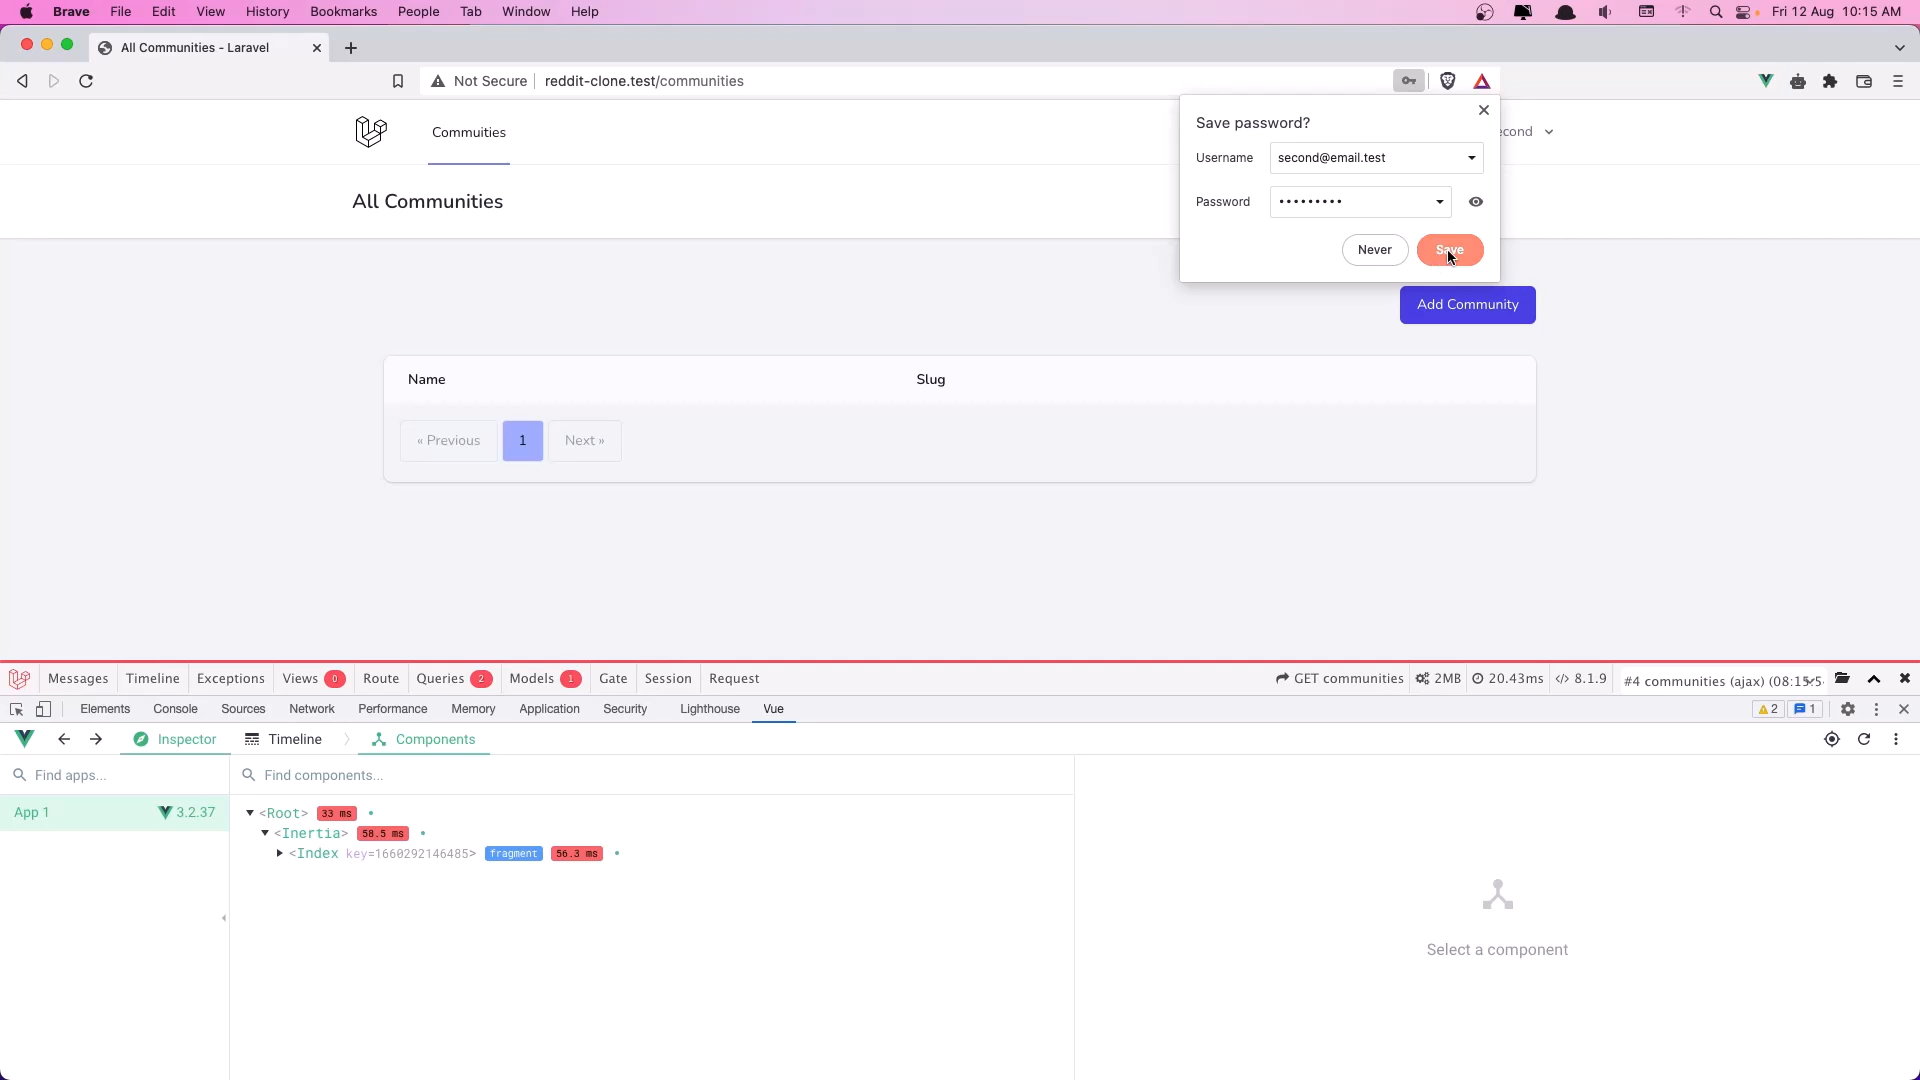 Brave File Edit View History Bookmarks People Tab Window Help Fri 12 Aug 10:15 AM
All Communities - Laravel
Not Secure reddit-clone.test/communities
Commuities
econd
All Communities
Save password?
Username second@email.test
Password •••••••••
Never Save
Add Community
Name Slug
« Previous 1 Next »
Messages Timeline Exceptions Views 0 Route Queries 2 Models 1 Gate Session Request GET communities 2MB 20.43ms 8.1.9 #4 communities (ajax)
Elements Console Sources Network Performance Memory Application Security Lighthouse Vue 2 1
Inspector Timeline Components
Find apps... Find components...
App 1 3.2.37
<Root> 33 ms
<Inertia> 58.5 ms
<Index key=1660292146485> fragment 56.3 ms
Select a component